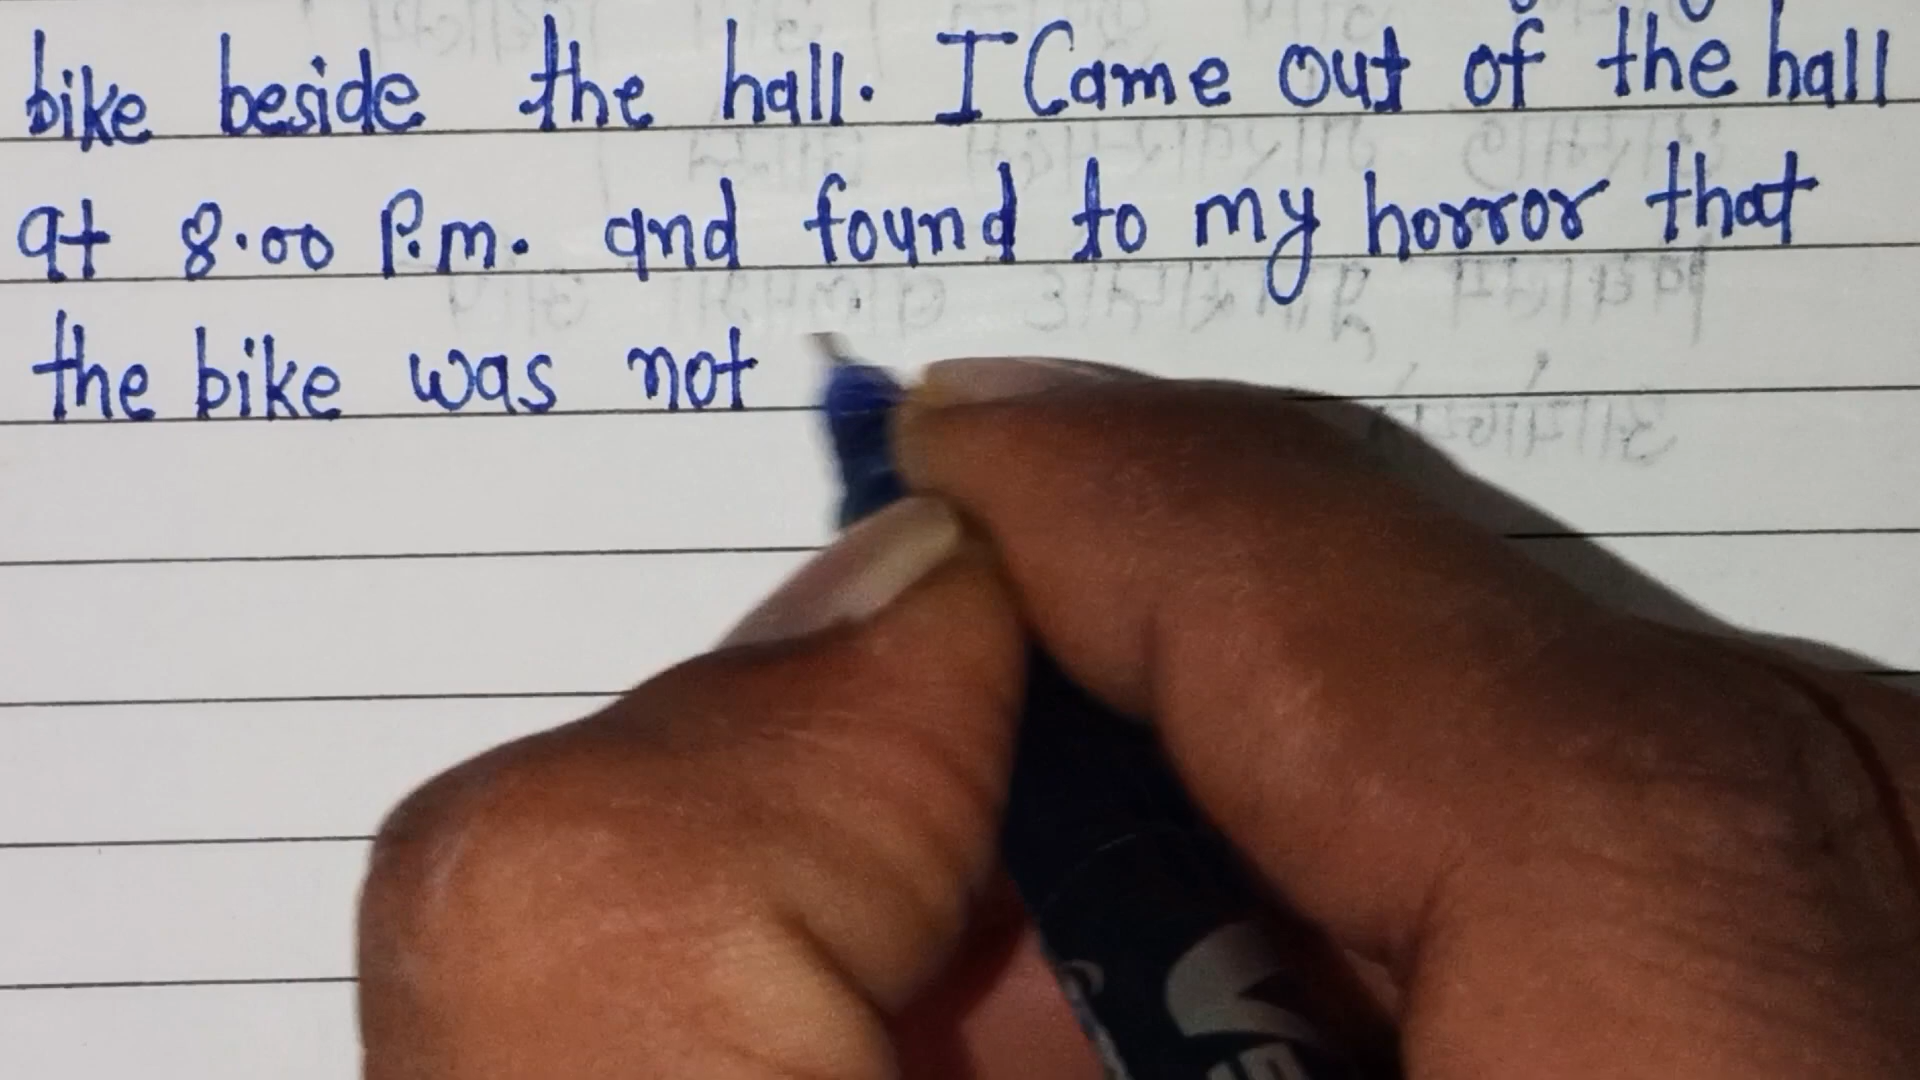 bike beside the hall. I Came out of the hall
at 8.00 P.m. and found to my horror that
the bike was not